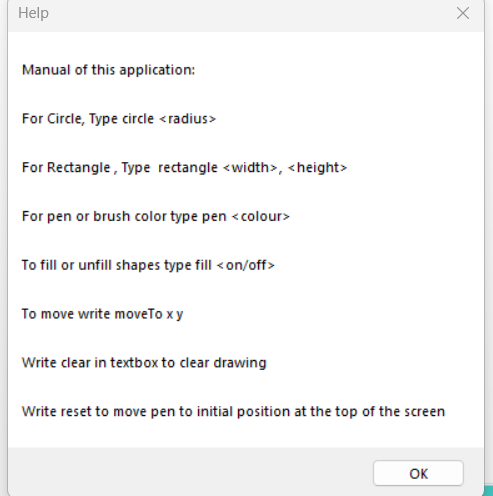 Help
Manual of this application:
For Circle, Type circle <radius>
For Rectangle , Type  rectangle <width>, <height>
For pen or brush color type pen <colour>
To fill or unfill shapes type fill <on/off>
To move write moveTo x y
Write clear in textbox to clear drawing
Write reset to move pen to initial position at the top of the screen
OK